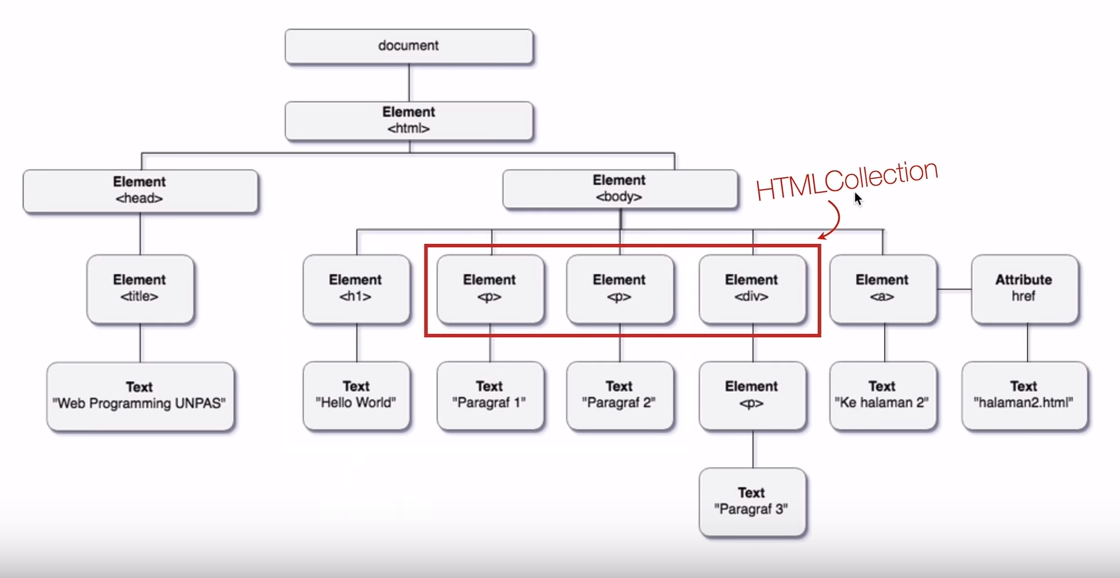 document
Element
<html>
Element
<head>
Element
<body>
HTMLCollection
Element
<title>
Element
<h1>
Element
<p>
Element
<p>
Element
<div>
Element
<a>
Attribute
href
Text
"Web Programming UNPAS"
Text
"Hello World"
Text
"Paragraf 1"
Text
"Paragraf 2"
Element
<p>
Text
"Ke halaman 2"
Text
"halaman2.html"
Text
"Paragraf 3"